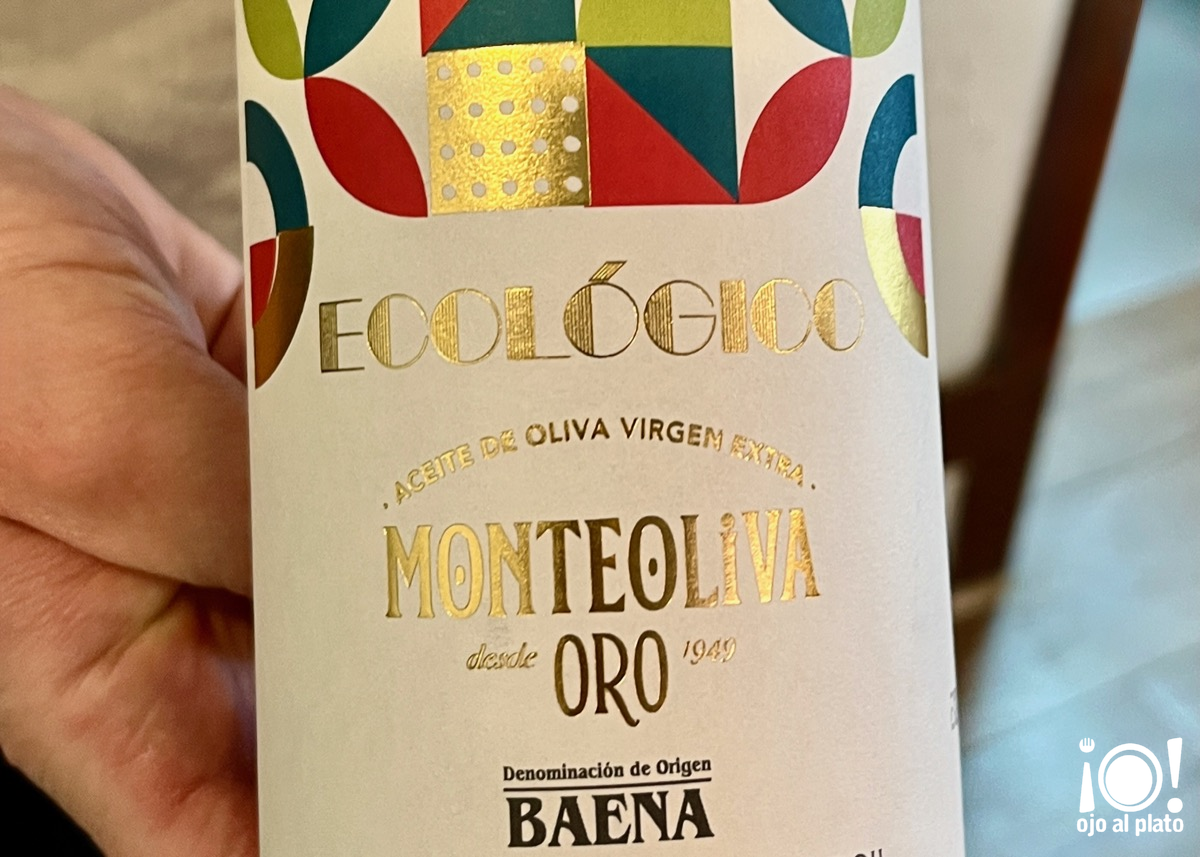 ECOLÓGICO
· ACEITE DE OLIVA VIRGEN EXTRA ·
MONTEOLiVA
desde ORO 1949
Denominación de Origen
BAENA
¡O!
ojo al plato